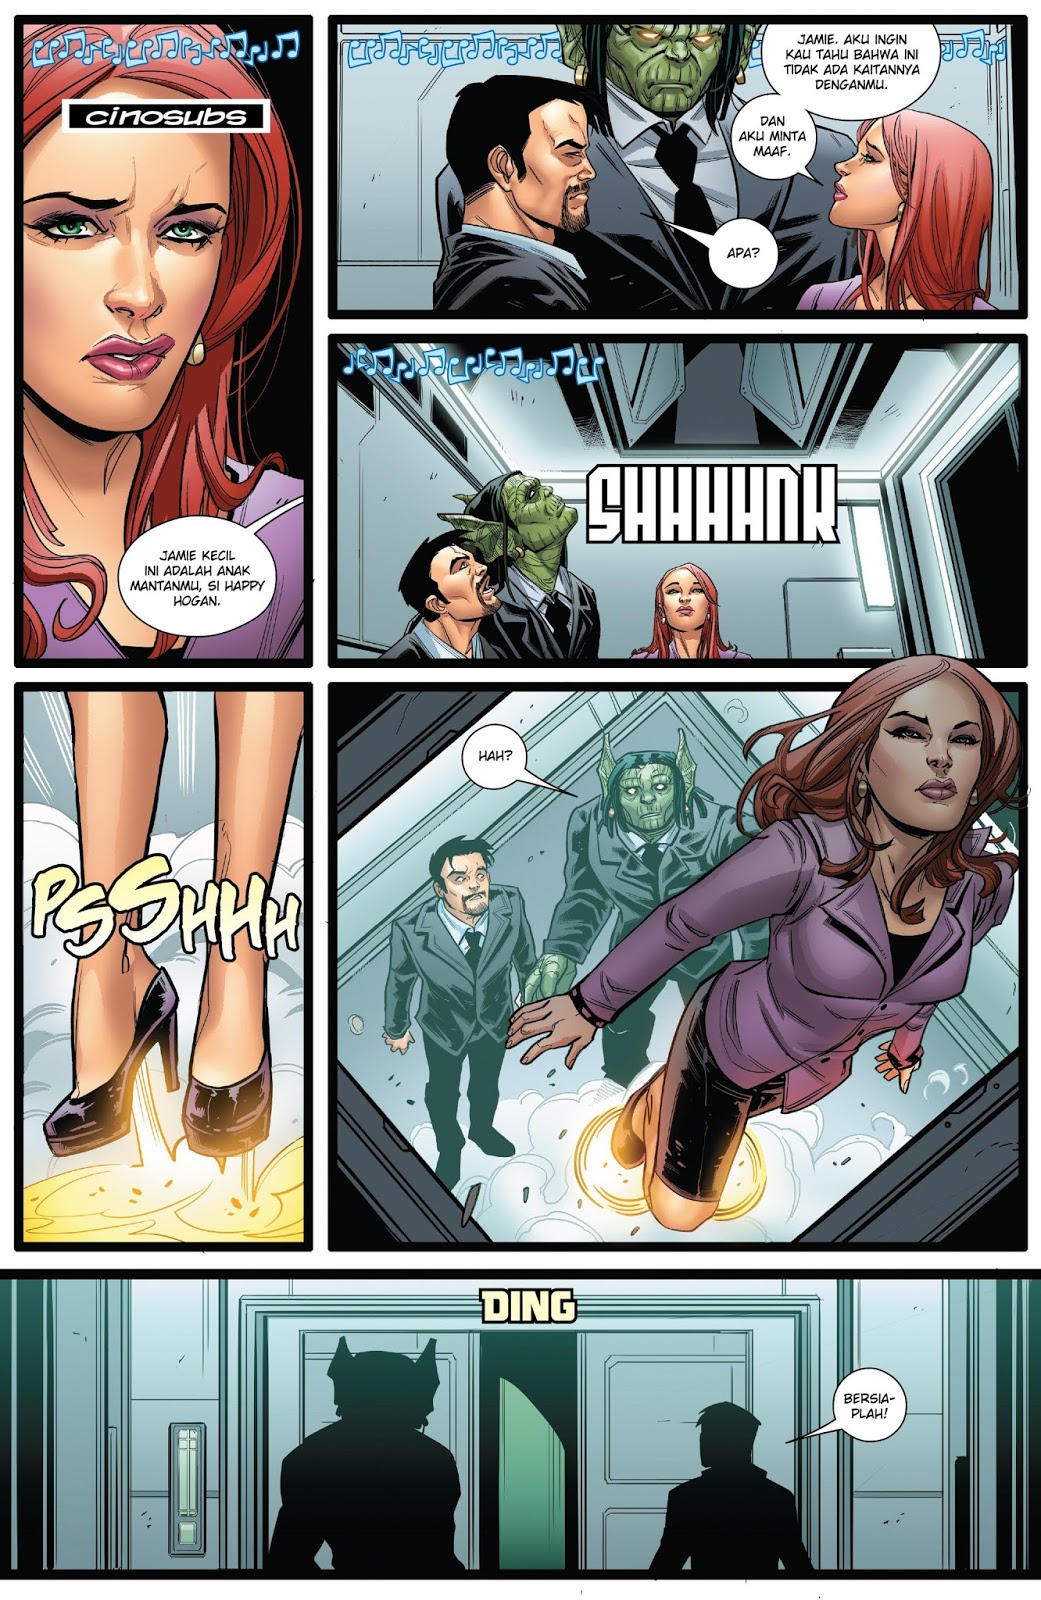 cinosubs
JAMIE KECIL
INI ADALAH ANAK
MANTANMU, SI HAPPY
HOGAN.
JAMIE. AKU INGIN
KAU TAHU BAHWA INI
TIDAK ADA KAITANNYA
DENGANMU.
DAN
AKU MINTA
MAAF.
APA?
SHHHHNK
PSSSHHH
HAH?
DING
BERSIA-
PLAH!